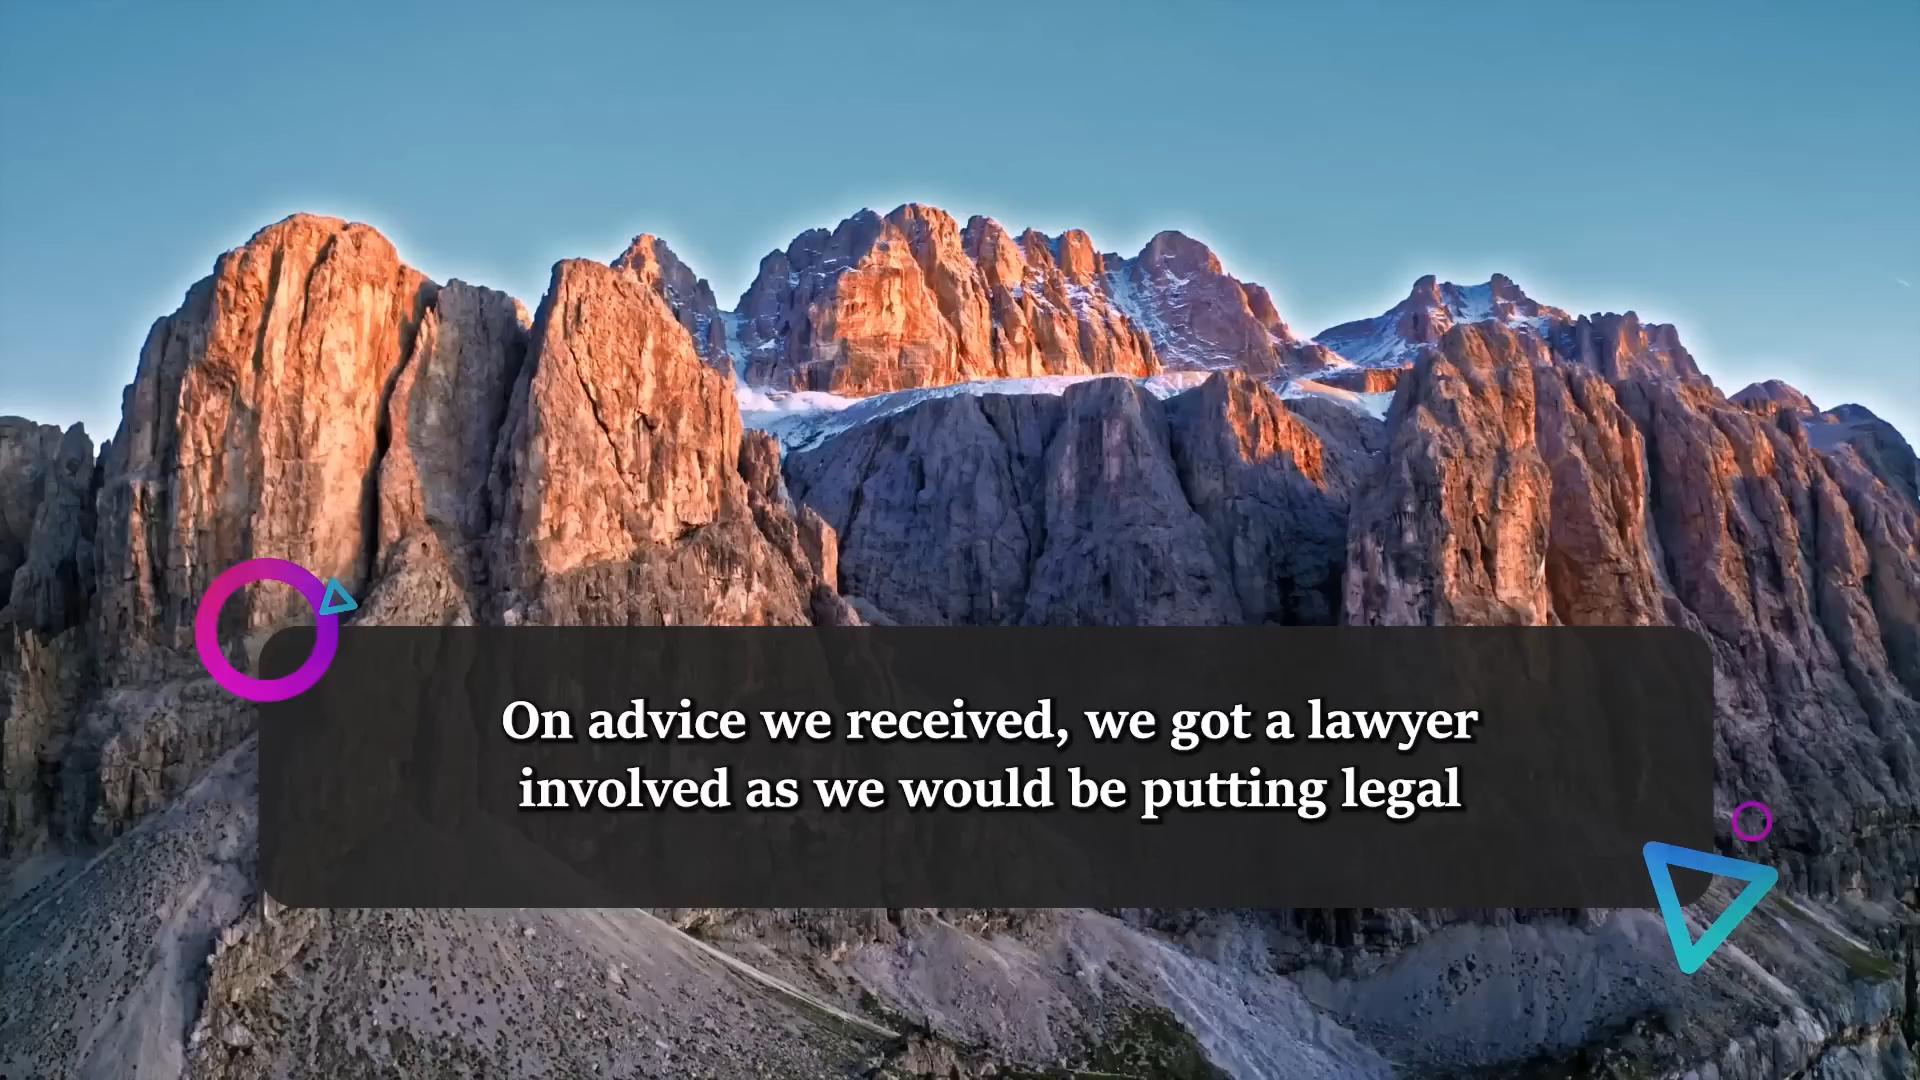 On advice we received, we got a lawyer
involved as we would be putting legal